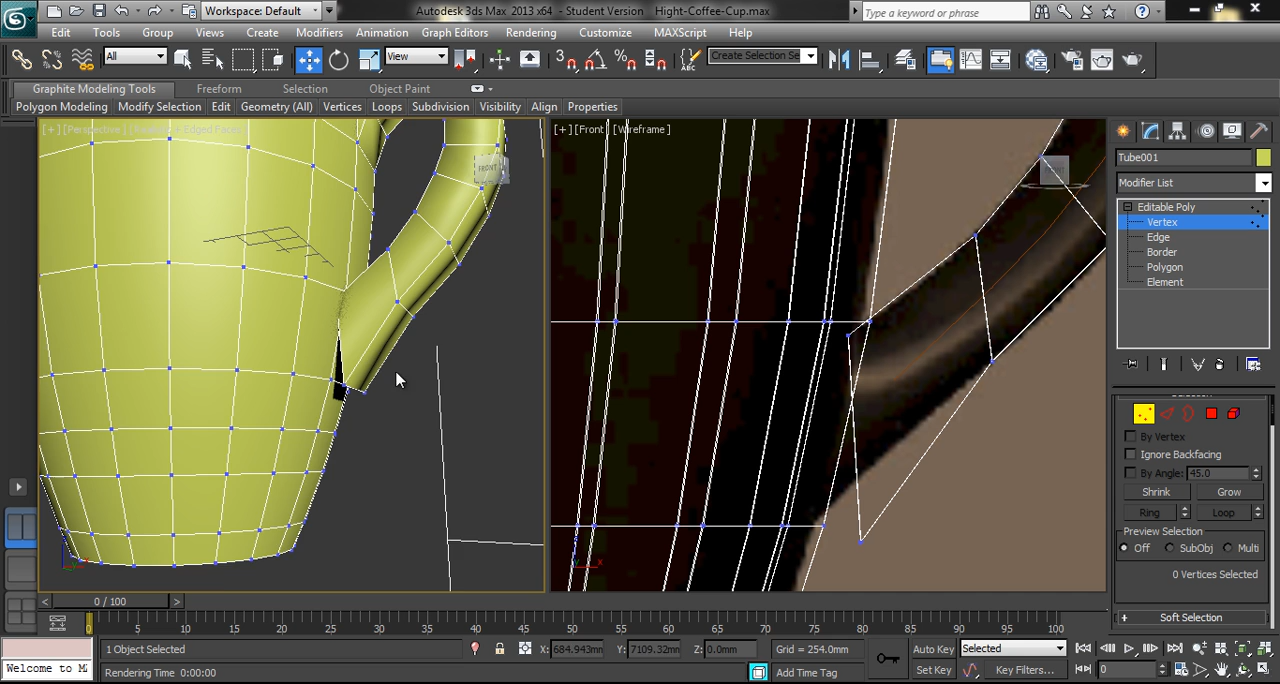 Workspace: Default
Autodesk 3ds Max 2013 x64 - Student Version Hight-Coffee-Cup.max
Type a keyword or phrase
Edit Tools Group Views Create Modifiers Animation Graph Editors Rendering Customize MAXScript Help
All
View
3
Create Selection Se
Graphite Modeling Tools Freeform Selection Object Paint
Polygon Modeling Modify Selection Edit Geometry (All) Vertices Loops Subdivision Visibility Align Properties
[+] [Front] [Wireframe]
FRONT
Tube001
Modifier List
Editable Poly
Vertex
Edge
Border
Polygon
Element
By Vertex
Ignore Backfacing
By Angle: 45.0
Shrink Grow
Ring Loop
Preview Selection
Off SubObj Multi
0 Vertices Selected
+ Soft Selection
< 0 / 100 >
0 5 10 15 20 25 30 35 40 45 50 55 60 65 70 75 80 85 90 95 100
1 Object Selected
X: 684.943mm Y: 7109.32mm Z: 0.0mm
Grid = 254.0mm
Auto Key Selected
Welcome to M
Rendering Time 0:00:00
Add Time Tag
Set Key Key Filters... 0